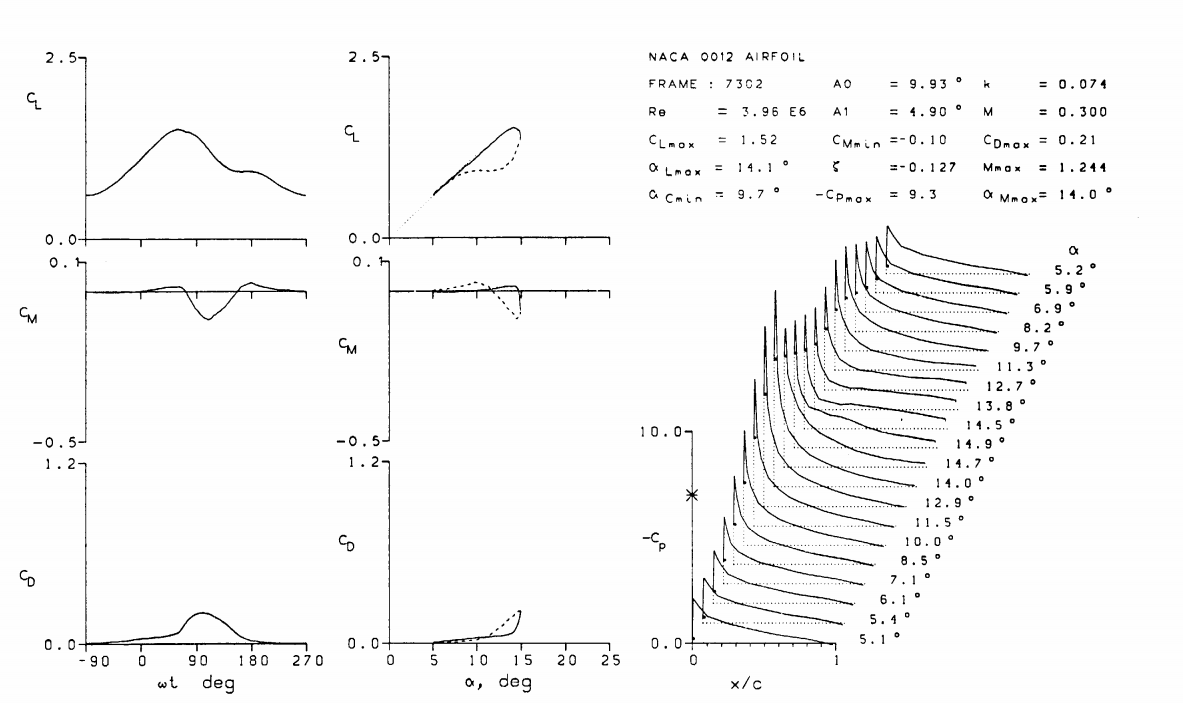 NACA 0012 AIRFOIL
FRAME : 7302 A0 = 9.93 ° k = 0.074
Re = 3.96 E6 A1 = 4.90 ° M = 0.300
CLmax = 1.52 CMmin =-0.10 CDmax = 0.21
αLmax = 14.1 ° ζ =-0.127 Mmax = 1.244
αCmin = 9.7 ° -CPmax = 9.3 αMmax= 14.0 °
2.5
CL
0.0
0.1
CM
-0.5
1.2
CD
0.0
-90 0 90 180 270
ωt deg
2.5
CL
0.0
0.1
CM
-0.5
1.2
CD
0.0
0 5 10 15 20 25
α, deg
α
5.2 °
5.9 °
6.9 °
8.2 °
9.7 °
11.3 °
12.7 °
13.8 °
14.5 °
14.9 °
14.7 °
14.0 °
12.9 °
11.5 °
10.0 °
8.5 °
7.1 °
6.1 °
5.4 °
5.1 °
10.0
-Cp
0.0
0 1
x/c